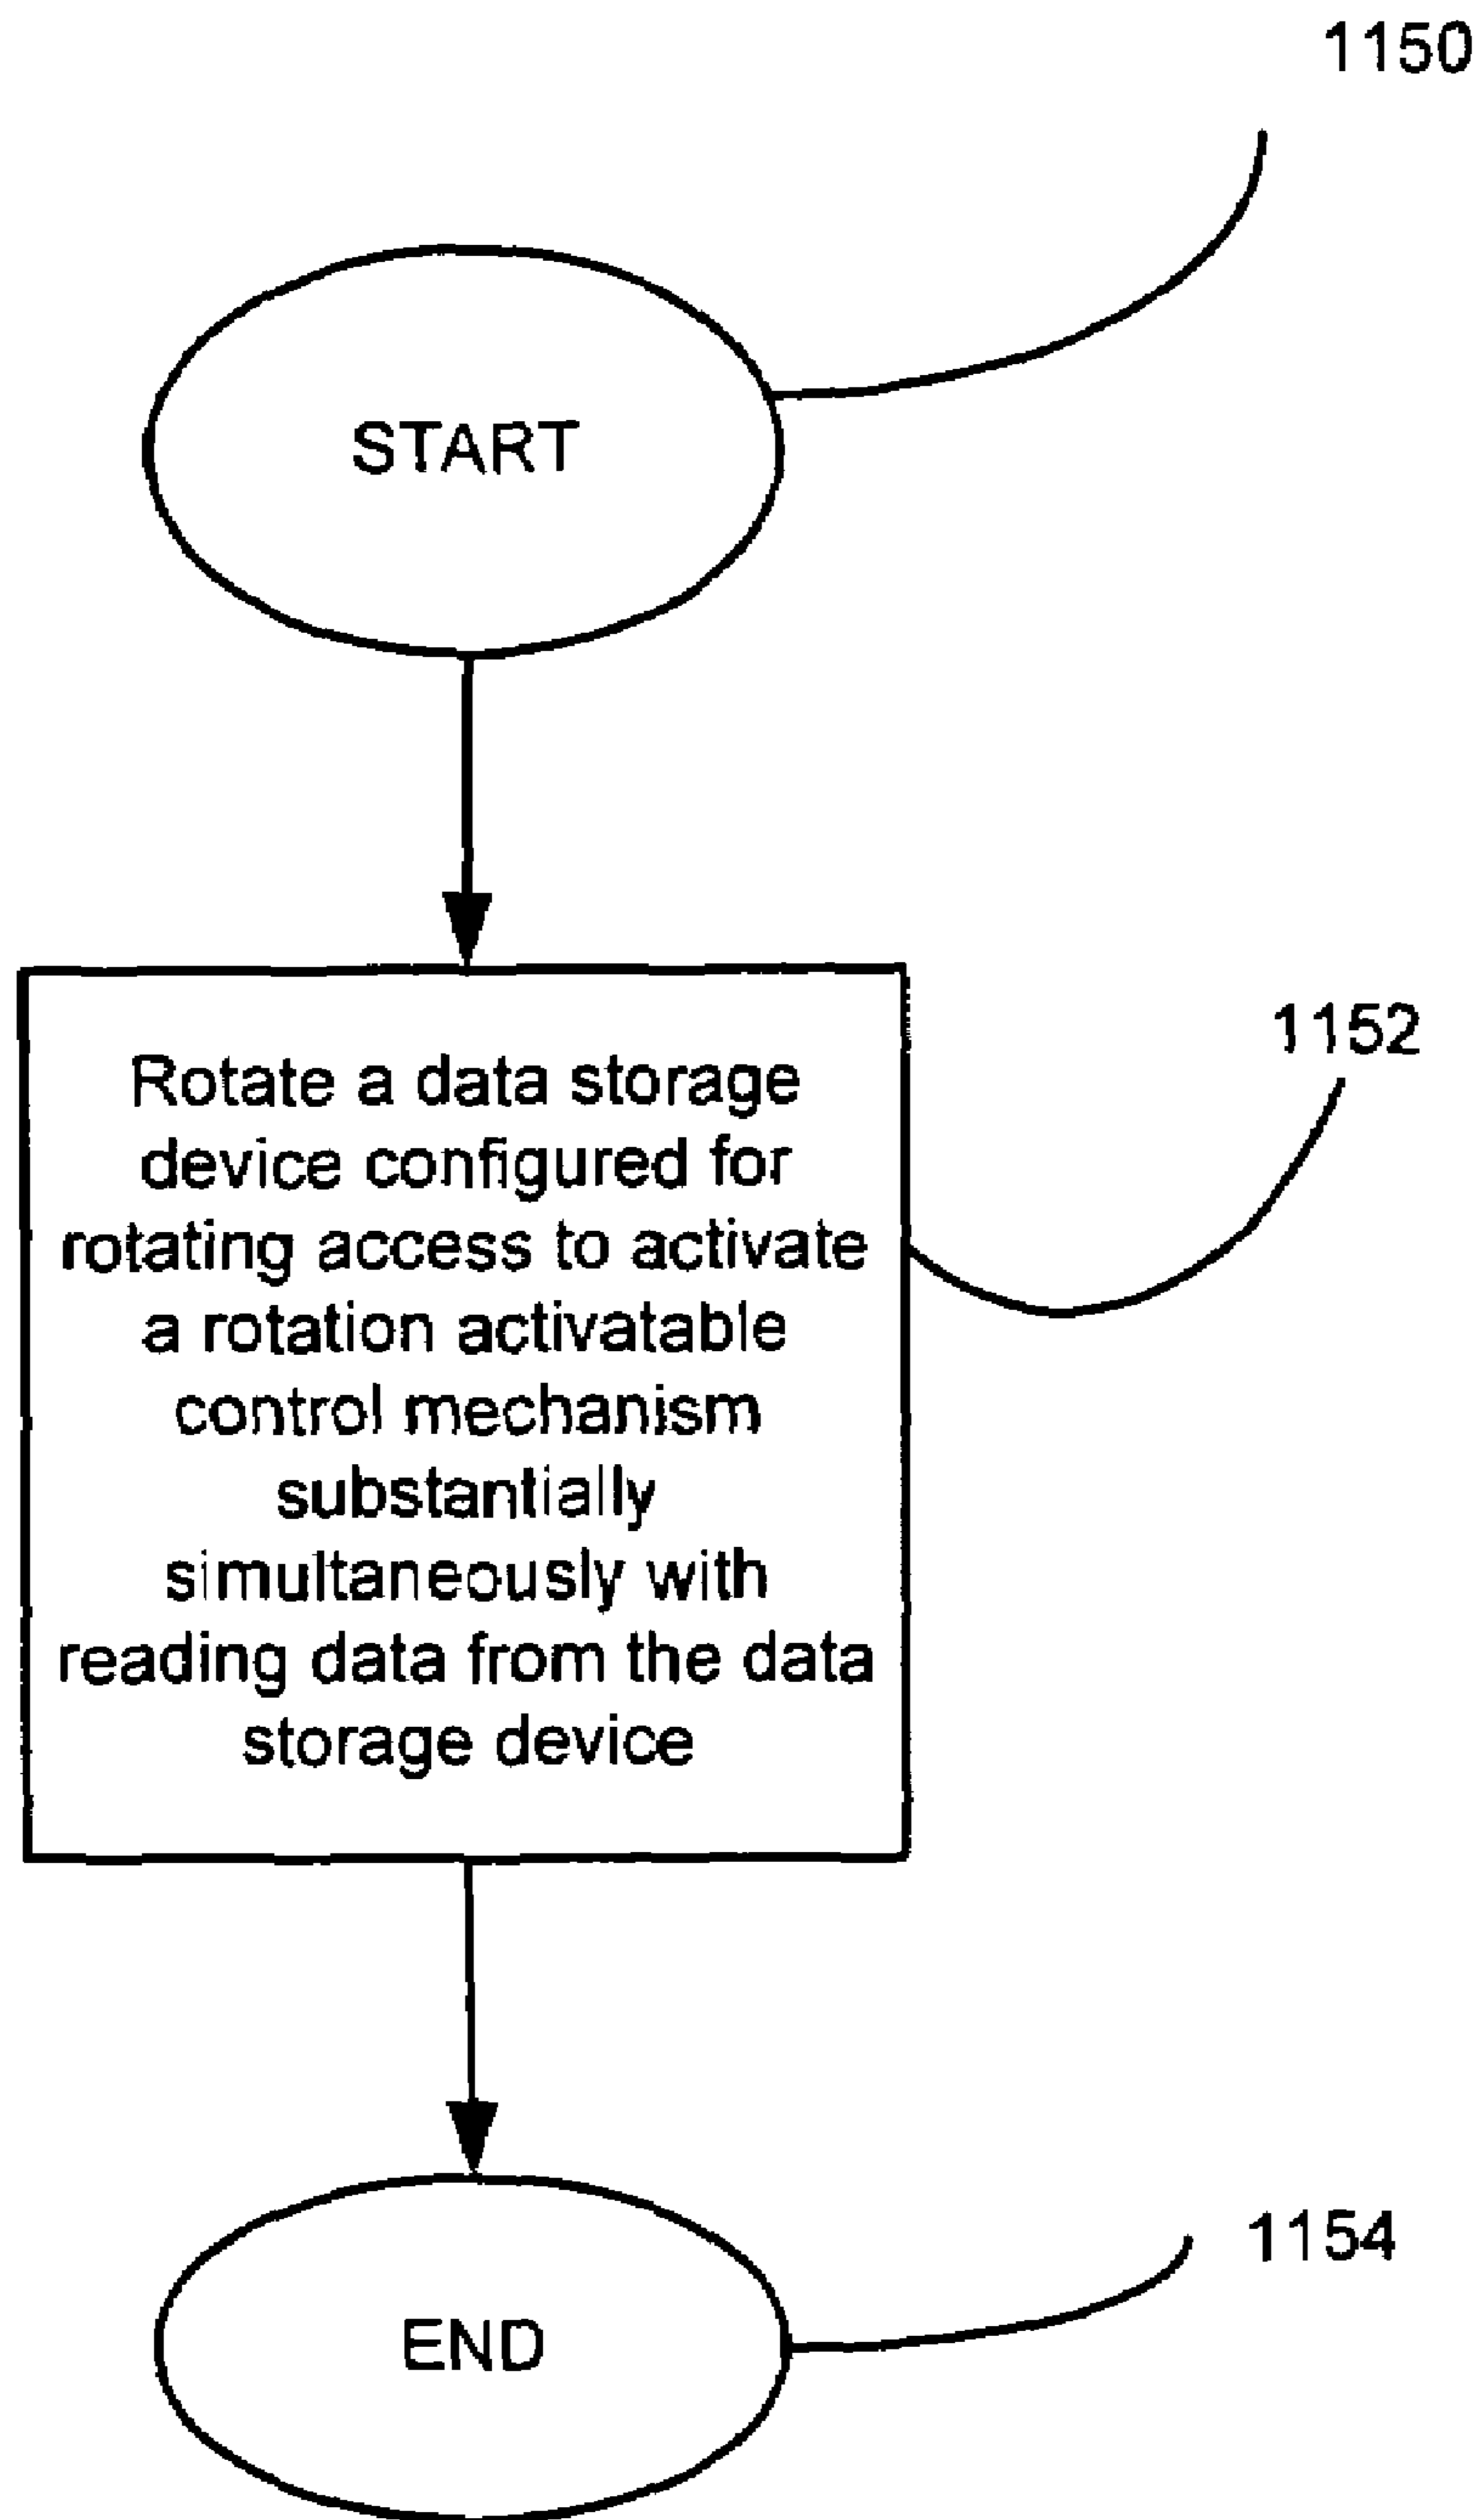 1150
START
1152
Rotate a data storage
device configured for
rotating access to activate
a rotation activatable
control mechanism
substantially
simultaneously with
reading data from the data
storage device
1154
END